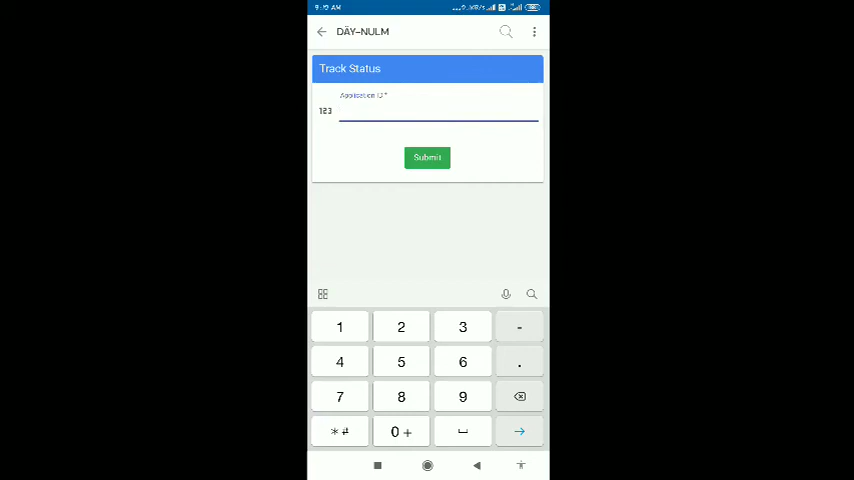 DAY-NULM
Track Status
Application ID *
123
Submit
1 2 3 -
4 5 6 .
7 8 9
* # 0 +